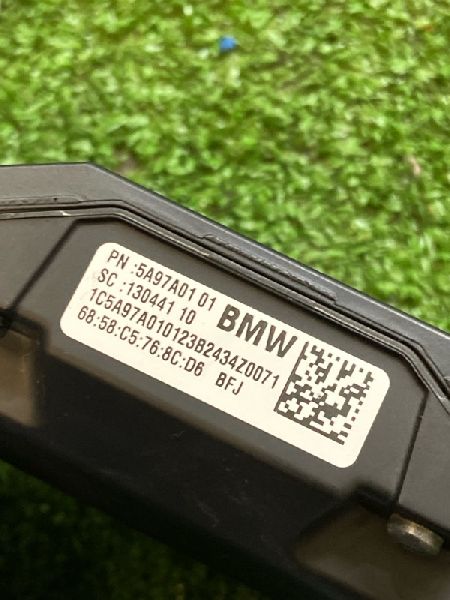 PN :5A97A01 01
SC :130441 10
BMW
1C5A97A010123B2434Z0071
68:58:C5:76:8C:D6 8FJ